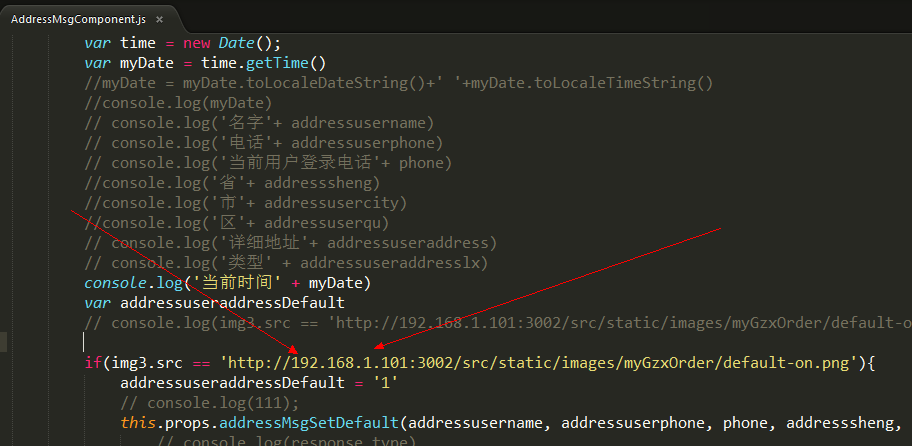 AddressMsgComponent.js ×
var time = new Date();
var myDate = time.getTime()
//myDate = myDate.toLocaleDateString()+' '+myDate.toLocaleTimeString()
//console.log(myDate)
// console.log('名字'+ addressusername)
// console.log('电话'+ addressuserphone)
// console.log('当前用户登录电话'+ phone)
//console.log('省'+ addresssheng)
//console.log('市'+ addressusercity)
//console.log('区'+ addressuserqu)
// console.log('详细地址'+ addressuseraddress)
// console.log('类型' + addressuseraddresslx)
console.log('当前时间' + myDate)
var addressuseraddressDefault
// console.log(img3.src == 'http://192.168.1.101:3002/src/static/images/myGzxOrder/default-o
if(img3.src == 'http://192.168.1.101:3002/src/static/images/myGzxOrder/default-on.png'){
addressuseraddressDefault = '1'
// console.log(111);
this.props.addressMsgSetDefault(addressusername, addressuserphone, phone, addresssheng,
// console.log(response.type)